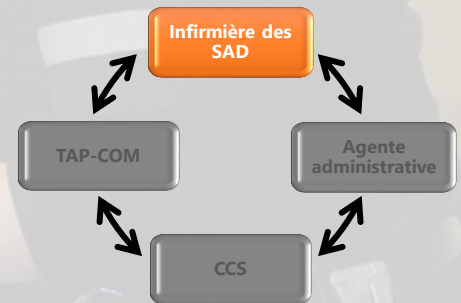 Infirmière des
SAD
TAP-COM
Agente
administrative
CCS